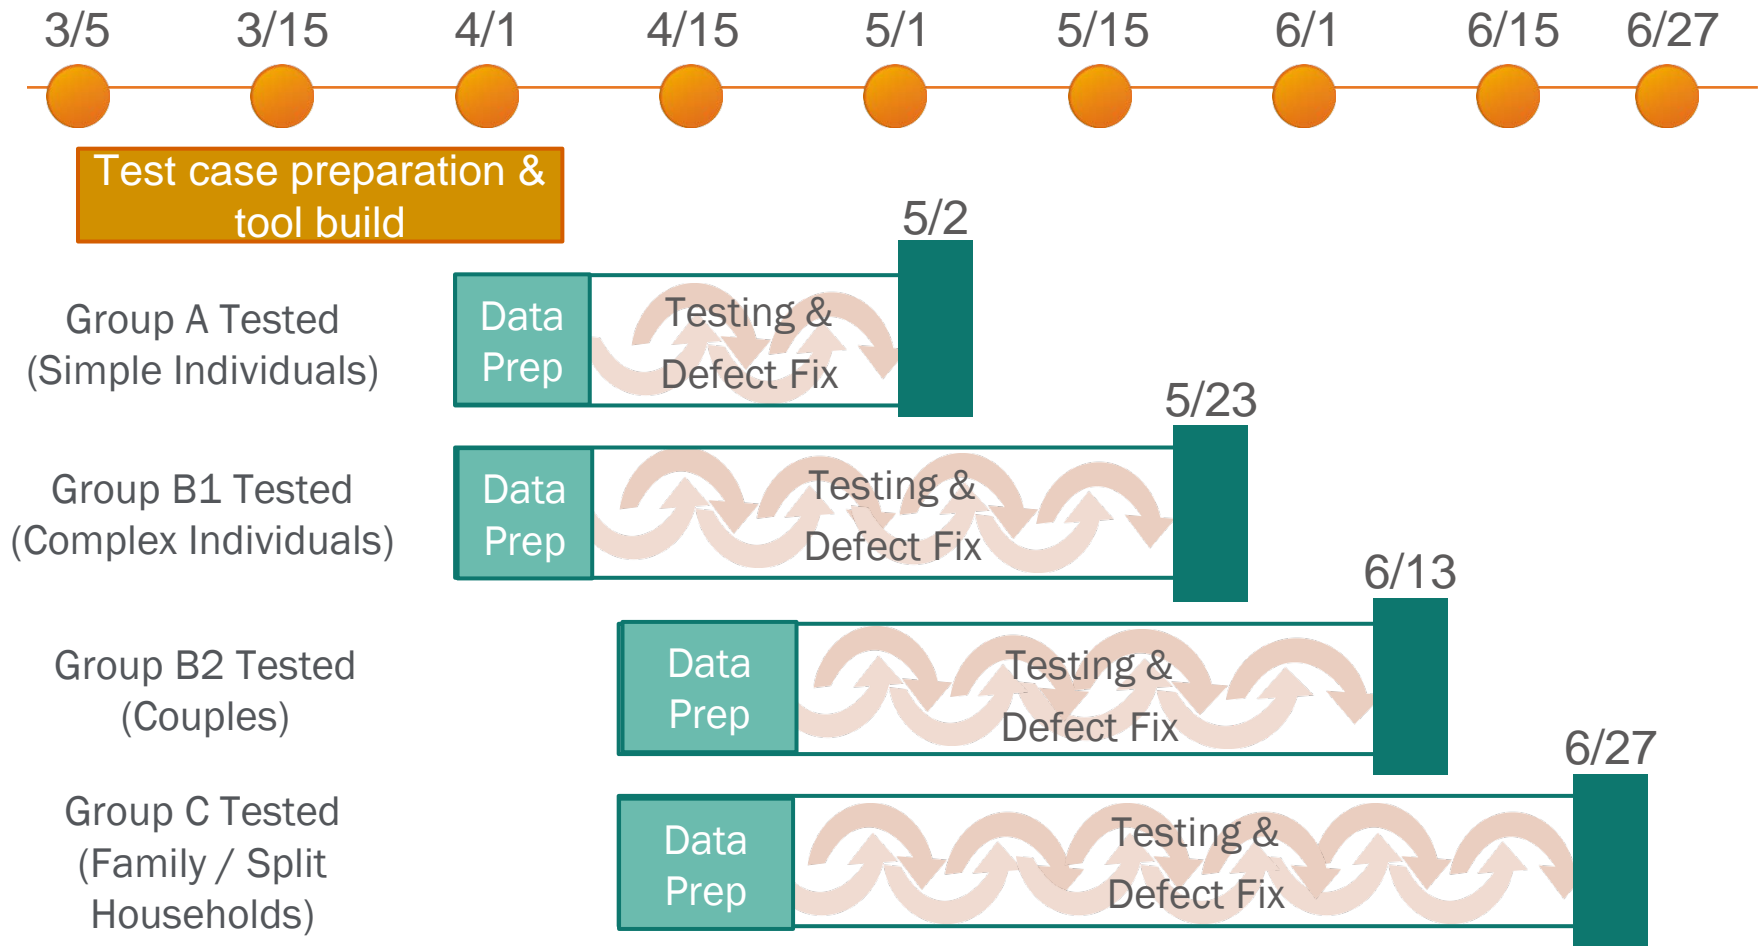 3/5 3/15 4/1 4/15 5/1 5/15 6/1 6/15 6/27
Test case preparation &
tool build
5/2
Group A Tested
(Simple Individuals)
Data
Prep
Testing &
Defect Fix
5/23
Group B1 Tested
(Complex Individuals)
Data
Prep
Testing &
Defect Fix
6/13
Group B2 Tested
(Couples)
Data
Prep
Testing &
Defect Fix
6/27
Group C Tested
(Family / Split
Households)
Data
Prep
Testing &
Defect Fix